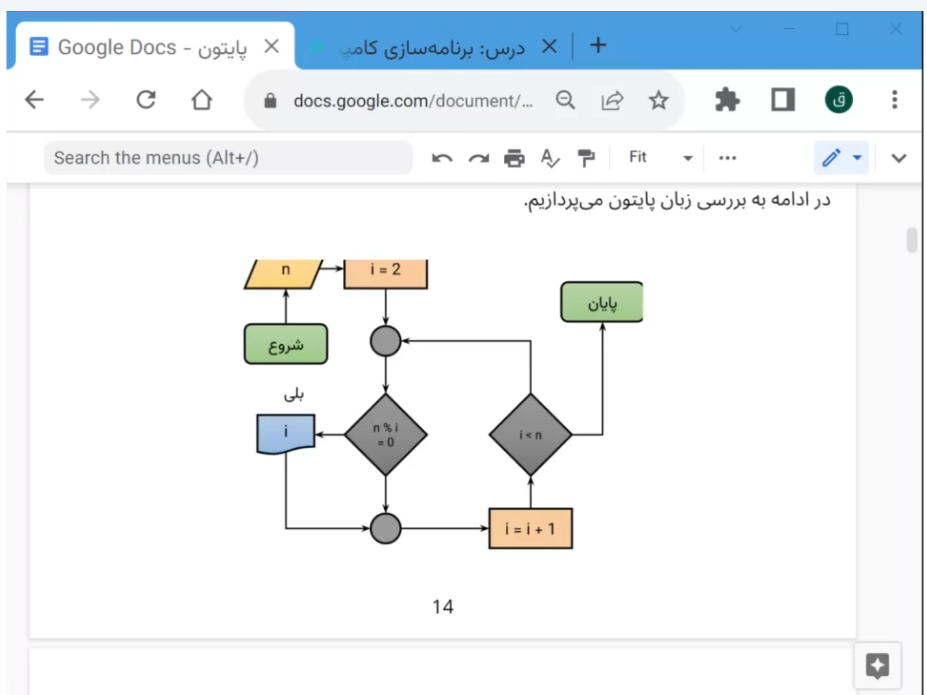 پایتون - Google Docs
درس: برنامه‌سازی کامپ
docs.google.com/document/...
ق
Search the menus (Alt+/)
Fit
در ادامه به بررسی زبان پایتون می‌پردازیم.
n
i = 2
پایان
شروع
بلی
i
n % i
= 0
i < n
i = i + 1
14